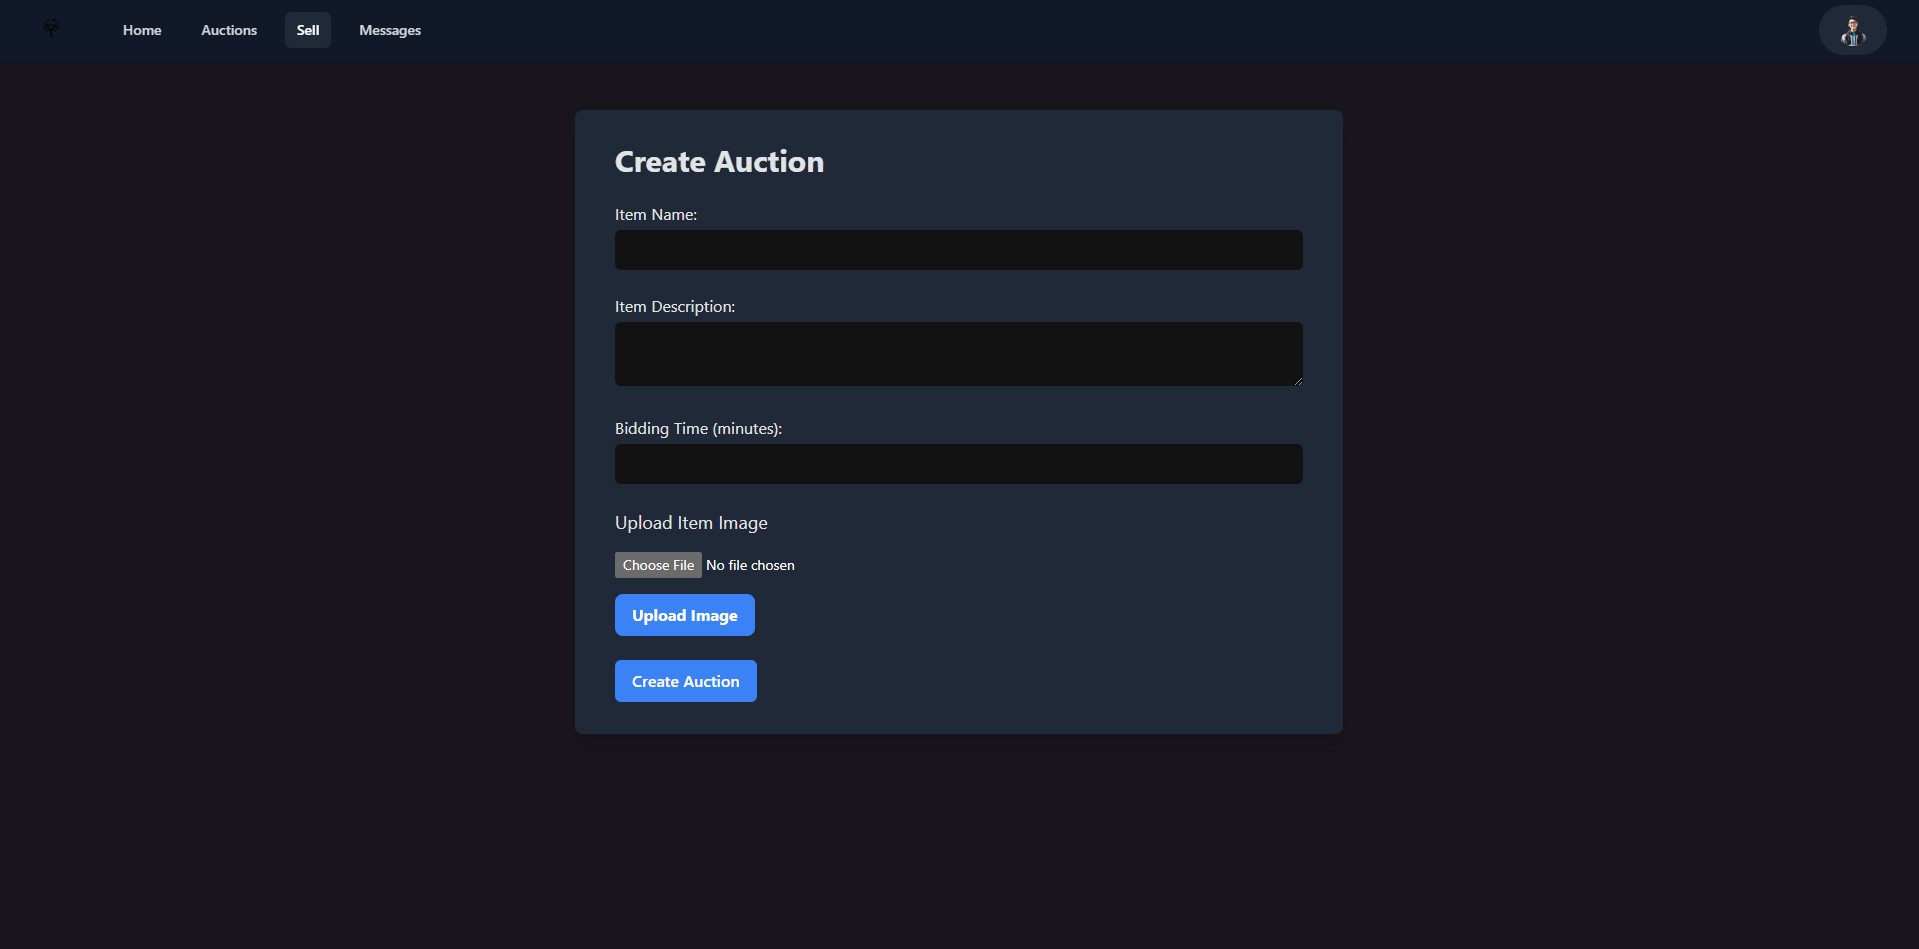 Home Auctions Sell Messages
Create Auction
Item Name:
Item Description:
Bidding Time (minutes):
Upload Item Image
Choose File No file chosen
Upload Image
Create Auction